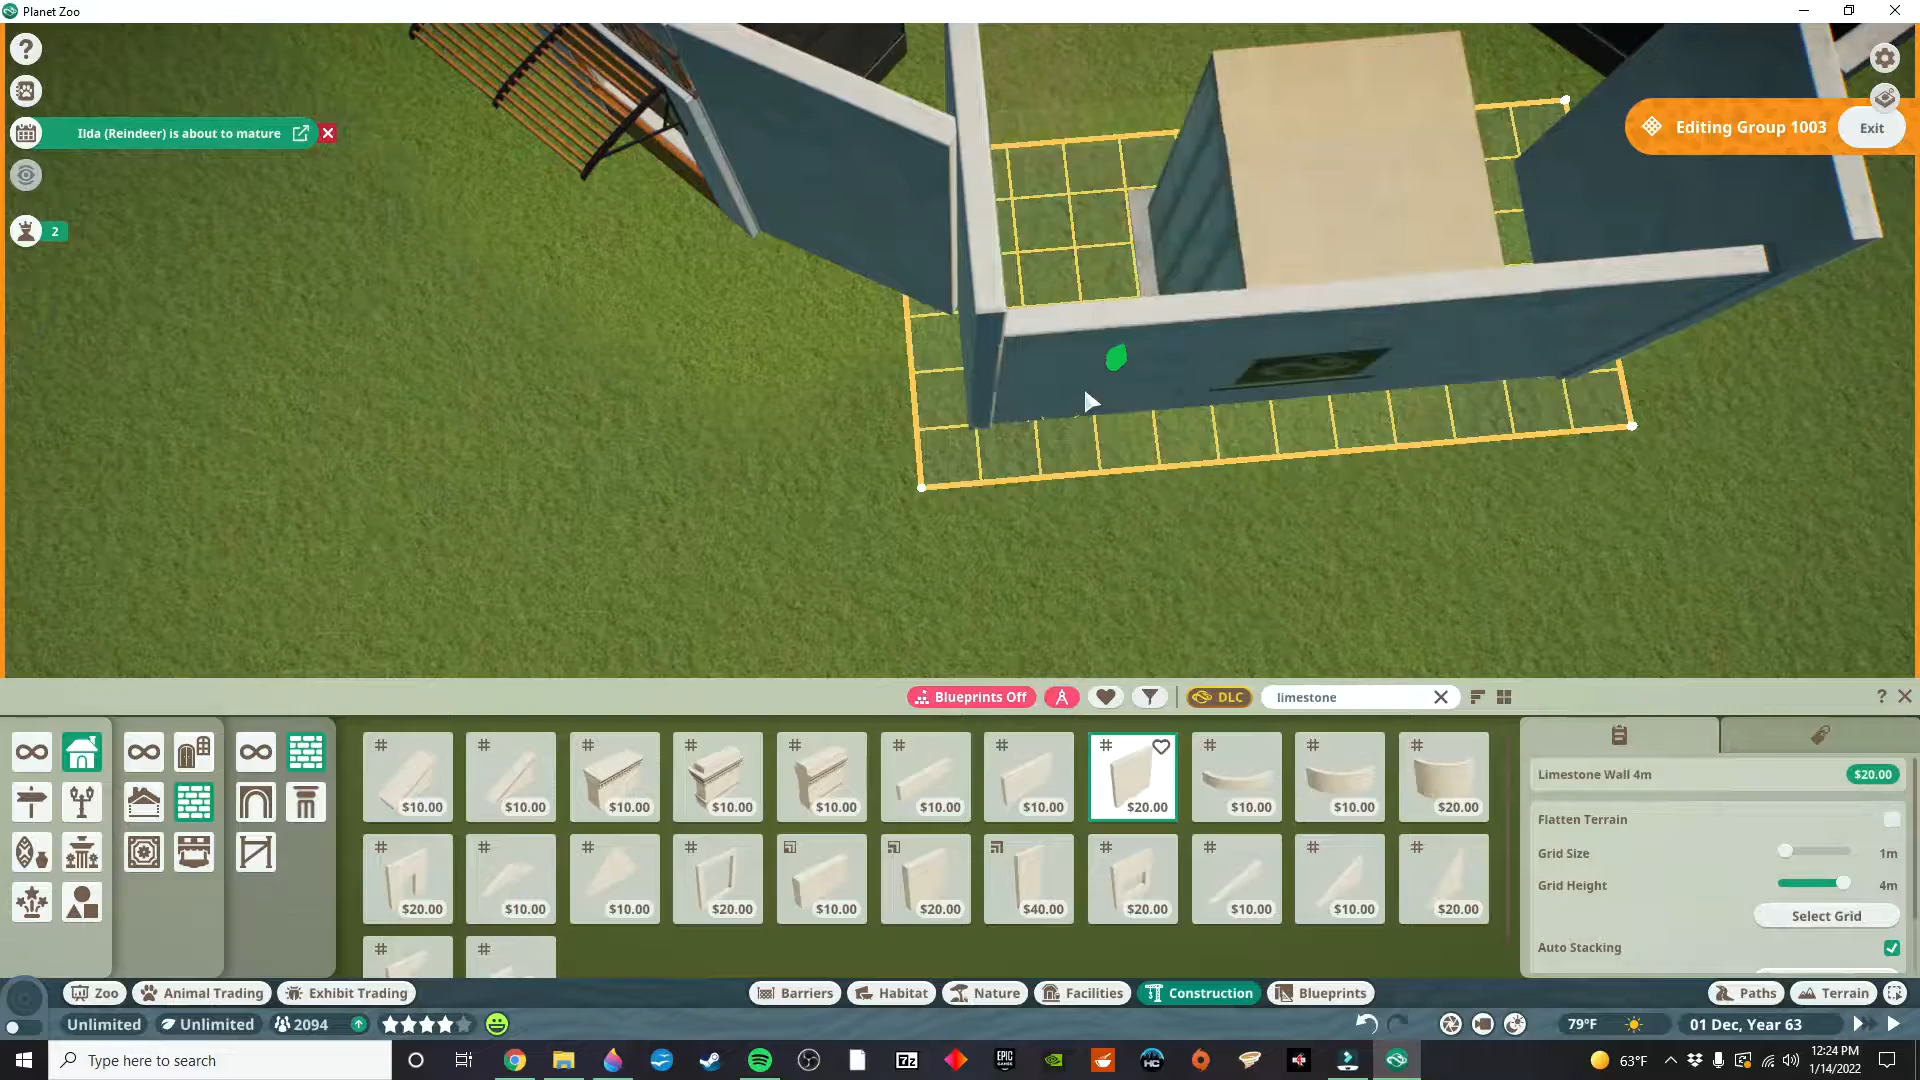 Planet Zoo
?
Ilda (Reindeer) is about to mature
2
Editing Group 1003
Exit
Blueprints Off
DLC
limestone
?
$10.00
$10.00
$10.00
$10.00
$10.00
$10.00
$10.00
$20.00
$10.00
$10.00
$20.00
$20.00
$10.00
$10.00
$20.00
$10.00
$20.00
$40.00
$20.00
$10.00
$10.00
$20.00
Limestone Wall 4m
$20.00
Flatten Terrain
Grid Size
1m
Grid Height
4m
Select Grid
Auto Stacking
Zoo
Animal Trading
Exhibit Trading
Barriers
Habitat
Nature
Facilities
Construction
Blueprints
Paths
Terrain
Unlimited
Unlimited
2094
79°F
01 Dec, Year 63
Type here to search
7z
EPIC GAMES
HC
63°F
12:24 PM
1/14/2022